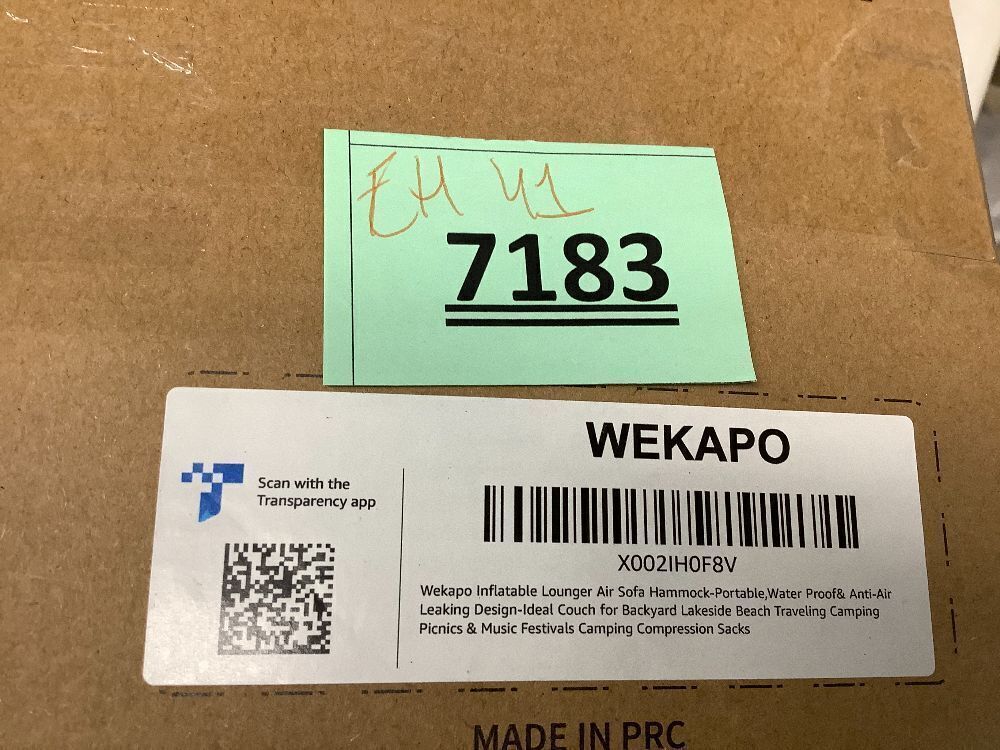 EH 41
7183
WEKAPO
Scan with the
Transparency app
X002IH0F8V
Wekapo Inflatable Lounger Air Sofa Hammock-Portable,Water Proof& Anti-Air
Leaking Design-Ideal Couch for Backyard Lakeside Beach Traveling Camping
Picnics & Music Festivals Camping Compression Sacks
MADE IN PRC